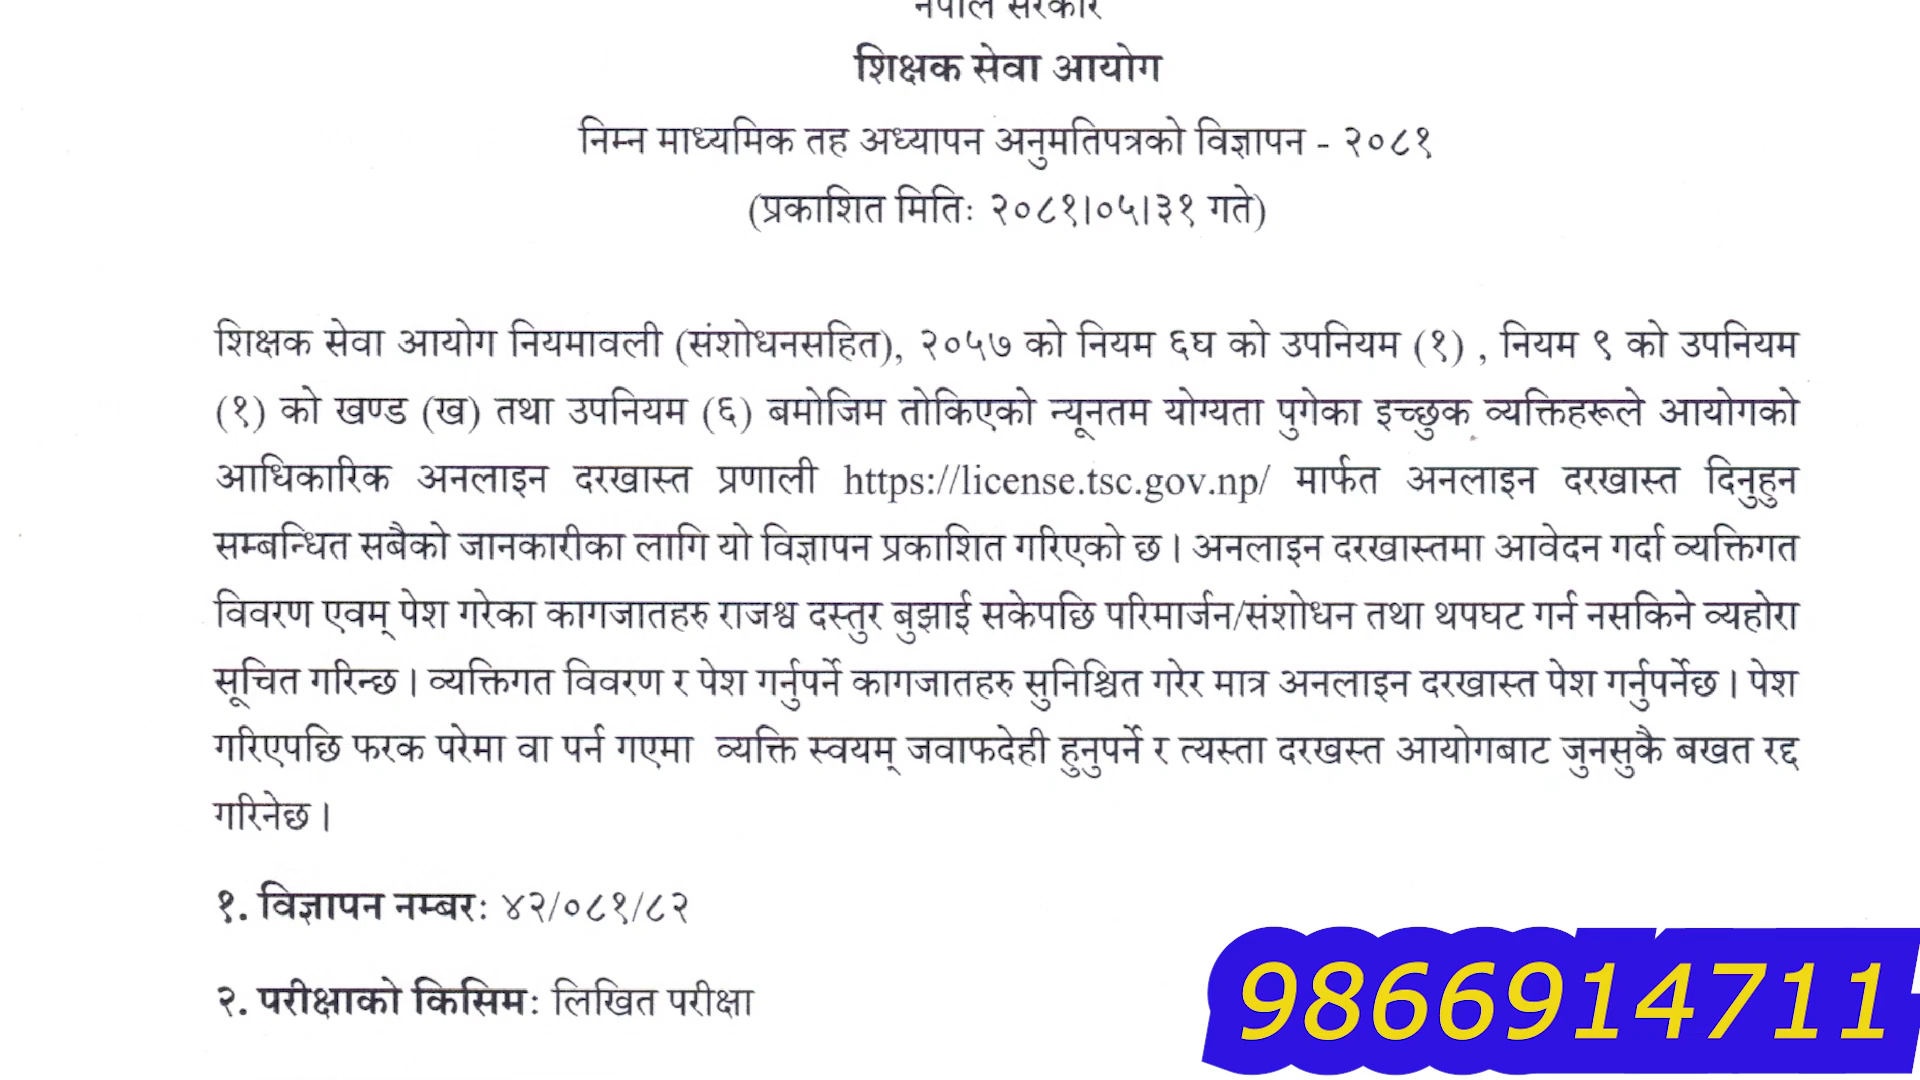 नेपाल सरकार
शिक्षक सेवा आयोग
निम्न माध्यमिक तह अध्यापन अनुमतिपत्रको विज्ञापन - २०८१
(प्रकाशित मितिः २०८१।०५।३१ गते)
शिक्षक सेवा आयोग नियमावली (संशोधनसहित), २०५७ को नियम ६घ को उपनियम (१) , नियम ९ को उपनियम
(१) को खण्ड (ख) तथा उपनियम (६) बमोजिम तोकिएको न्यूनतम योग्यता पुगेका इच्छुक व्यक्तिहरूले आयोगको
आधिकारिक अनलाइन दरखास्त प्रणाली https://license.tsc.gov.np/ मार्फत अनलाइन दरखास्त दिनुहुन
सम्बन्धित सबैको जानकारीका लागि यो विज्ञापन प्रकाशित गरिएको छ । अनलाइन दरखास्तमा आवेदन गर्दा व्यक्तिगत
विवरण एवम् पेश गरेका कागजातहरु राजश्व दस्तुर बुझाई सकेपछि परिमार्जन/संशोधन तथा थपघट गर्न नसकिने व्यहोरा
सूचित गरिन्छ । व्यक्तिगत विवरण र पेश गर्नुपर्ने कागजातहरु सुनिश्चित गरेर मात्र अनलाइन दरखास्त पेश गर्नुपर्नेछ । पेश
गरिएपछि फरक परेमा वा पर्न गएमा व्यक्ति स्वयम् जवाफदेही हुनुपर्ने र त्यस्ता दरखस्त आयोगबाट जुनसुकै बखत रद्द
गरिनेछ ।
१. विज्ञापन नम्बरः ४२/०८१/८२
२. परीक्षाको किसिमः लिखित परीक्षा
9866914711